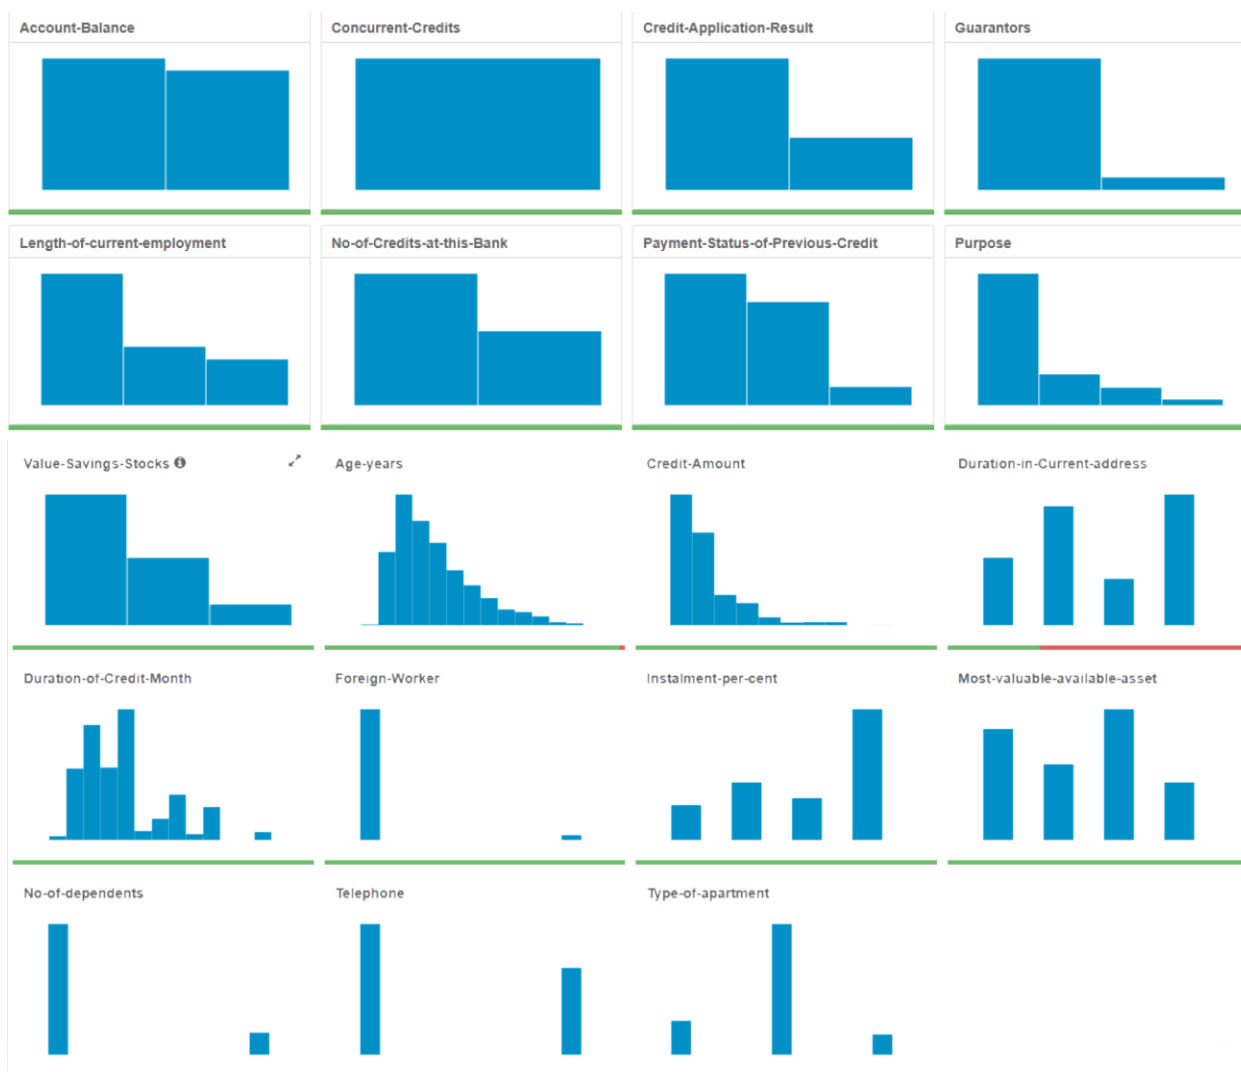 Account-Balance
Concurrent-Credits
Credit-Application-Result
Guarantors
Length-of-current-employment
No-of-Credits-at-this-Bank
Payment-Status-of-Previous-Credit
Purpose
Value-Savings-Stocks
Age-years
Credit-Amount
Duration-in-Current-address
Duration-of-Credit-Month
Foreign-Worker
Instalment-per-cent
Most-valuable-available-asset
No-of-dependents
Telephone
Type-of-apartment